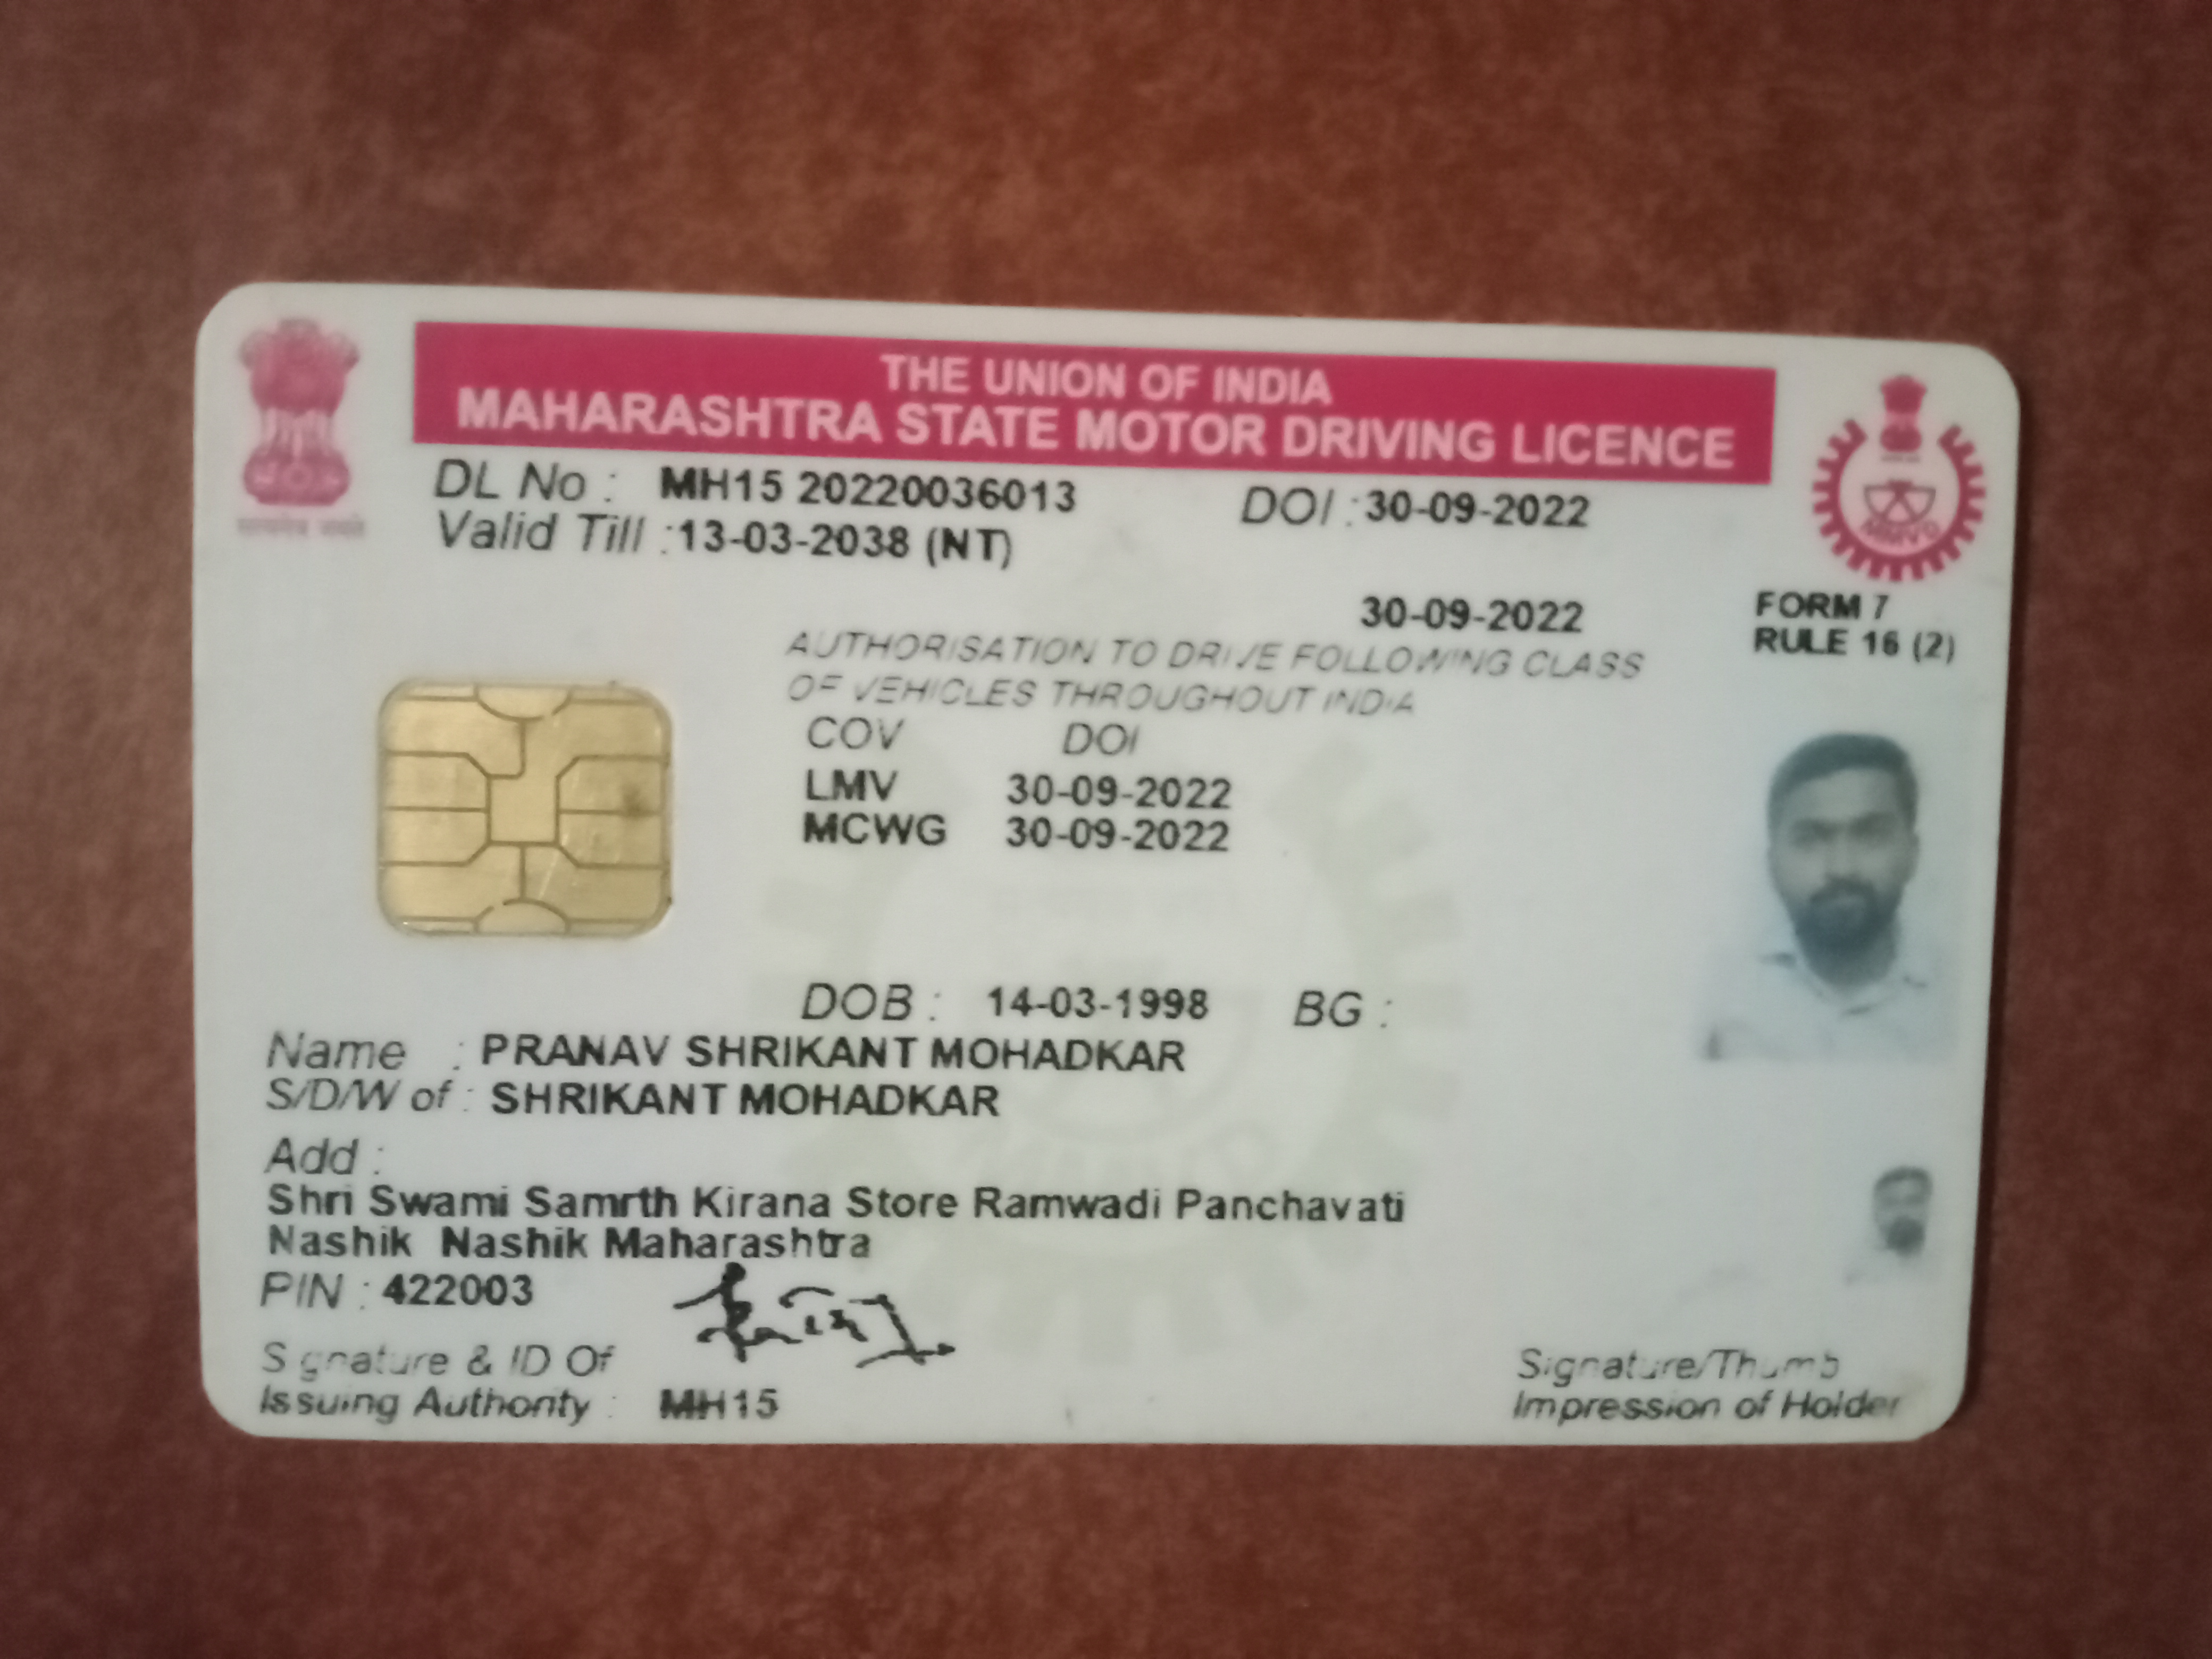 THE UNION OF INDIA
MAHARASHTRA STATE MOTOR DRIVING LICENCE
DL No : MH15 20220036013 DOI : 30-09-2022
Valid Till : 13-03-2038 (NT)
30-09-2022
FORM 7
RULE 16 (2)
AUTHORISATION TO DRIVE FOLLOWING CLASS
OF VEHICLES THROUGHOUT INDIA
COV DOI
LMV 30-09-2022
MCWG 30-09-2022
DOB : 14-03-1998 BG :
Name : PRANAV SHRIKANT MOHADKAR
S/D/W of : SHRIKANT MOHADKAR
Add :
Shri Swami Samrth Kirana Store Ramwadi Panchavati
Nashik Nashik Maharashtra
PIN : 422003
Signature & ID Of
Issuing Authority : MH15
Signature/Thumb
Impression of Holder
MMVD